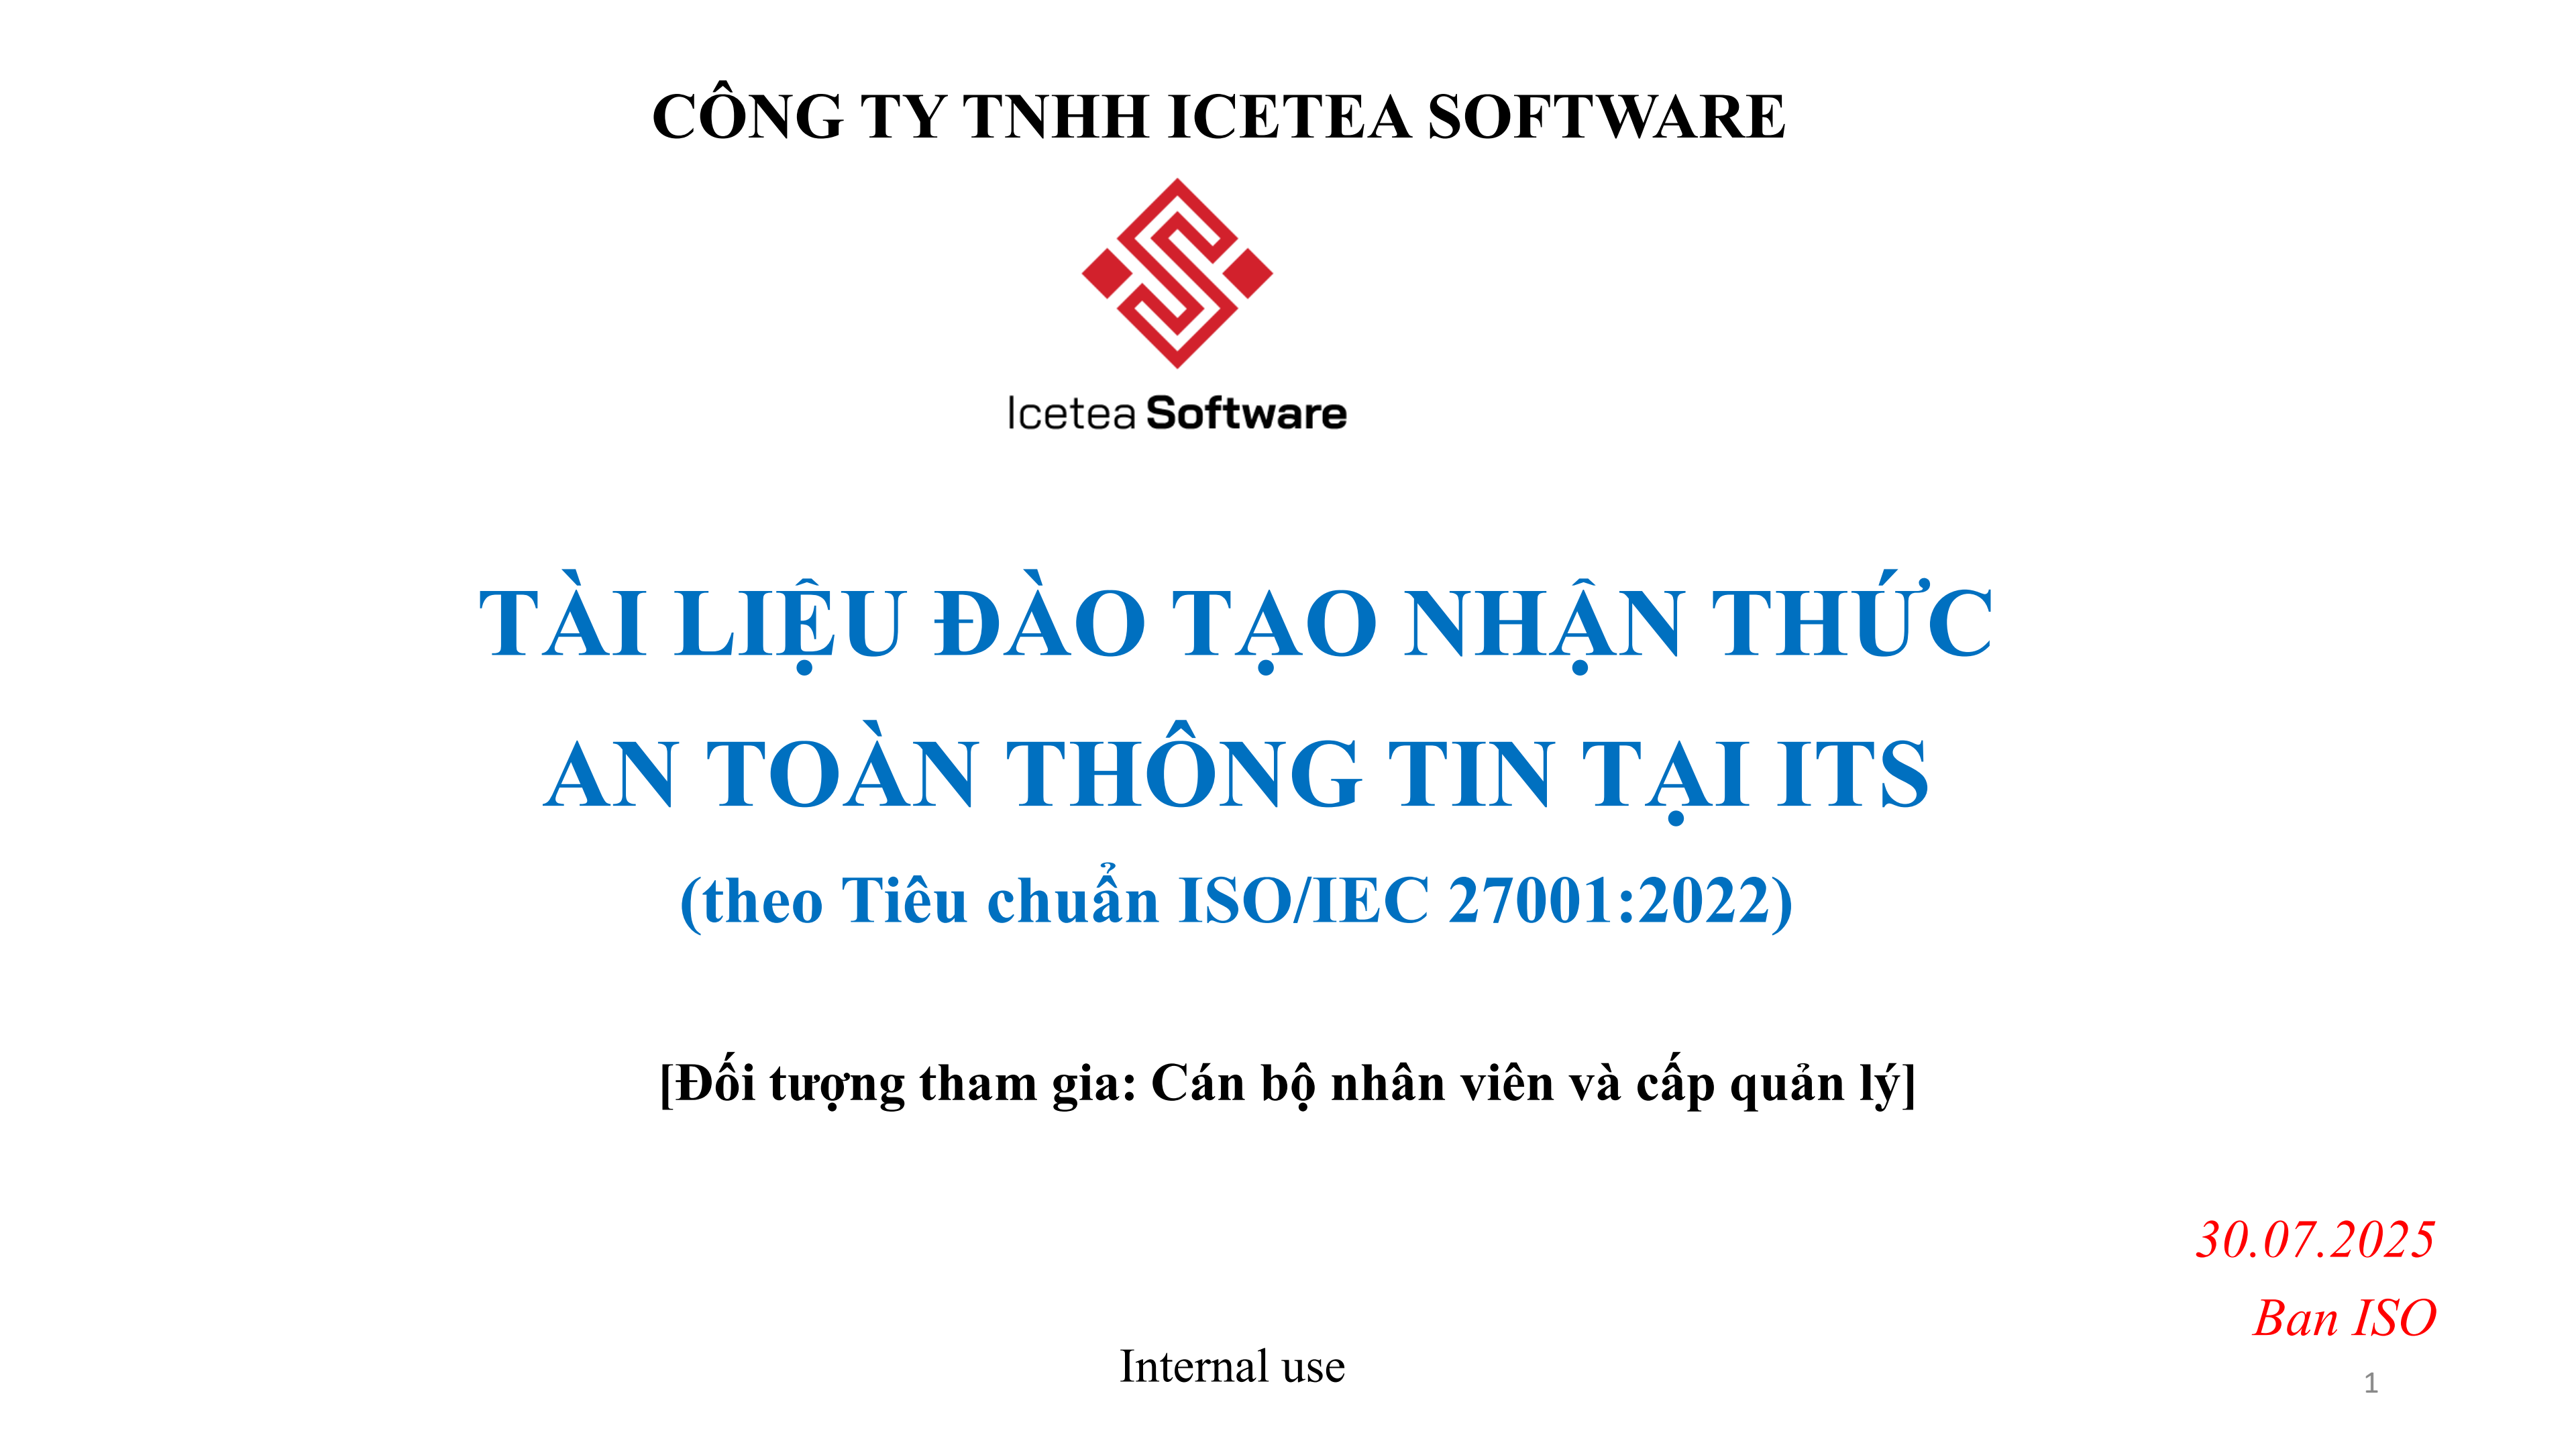 CÔNG TY TNHH ICETEA SOFTWARE
Icetea Software
TÀI LIỆU ĐÀO TẠO NHẬN THỨC
AN TOÀN THÔNG TIN TẠI ITS
(theo Tiêu chuẩn ISO/IEC 27001:2022)
[Đối tượng tham gia: Cán bộ nhân viên và cấp quản lý]
30.07.2025
Ban ISO
Internal use
1